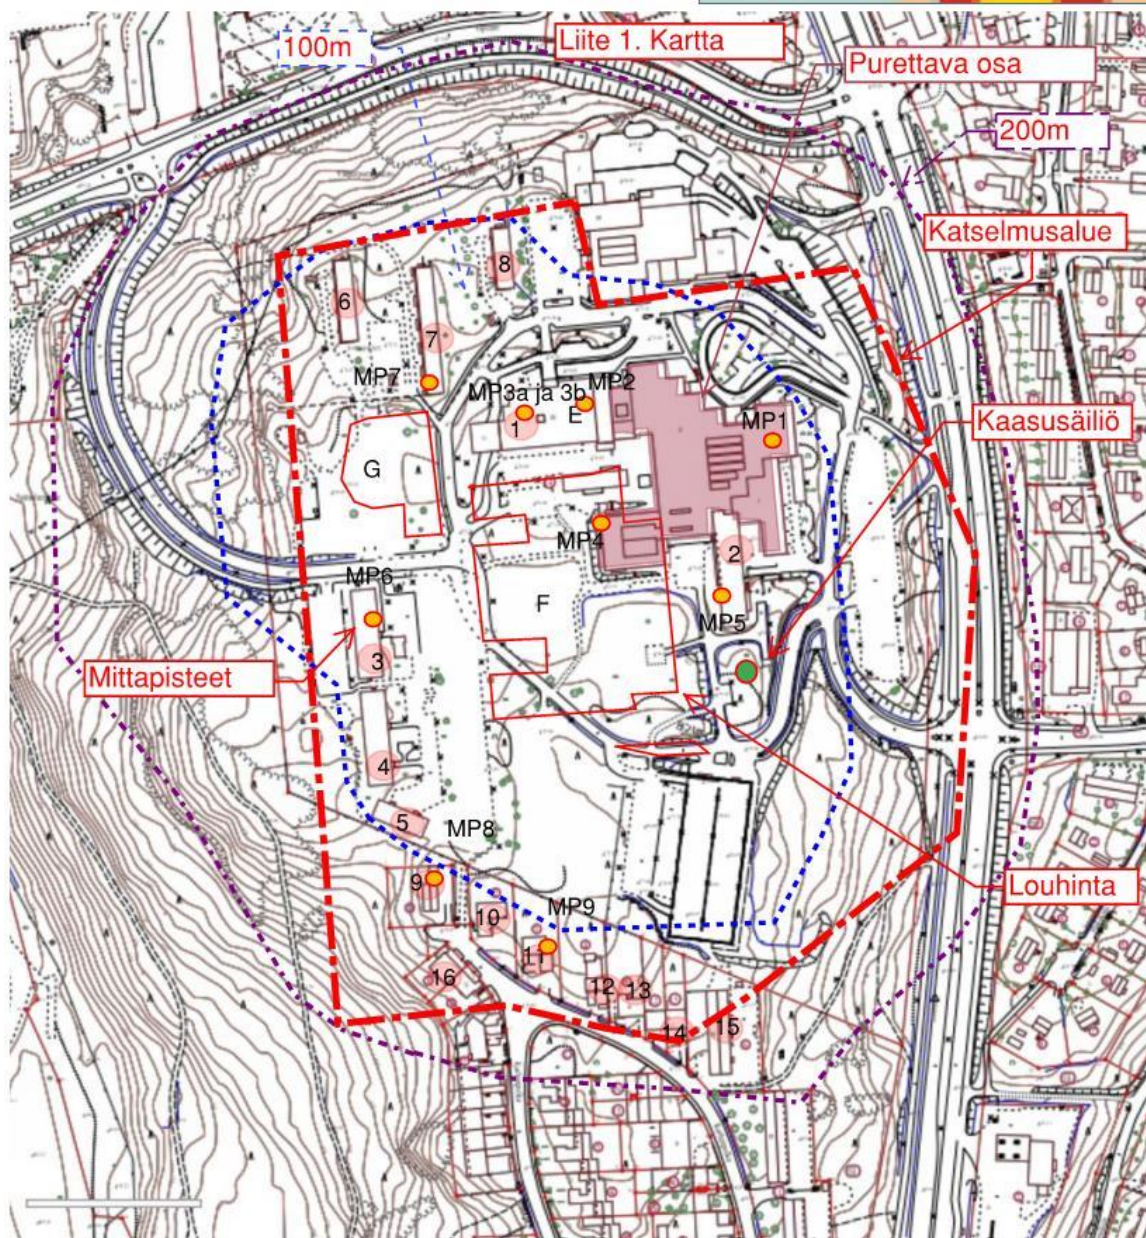 Liite 1. Kartta
100m
Purettava osa
200m
Katselmusalue
8
6
7
MP7
MP3a ja 3b
MP2
E
1
MP1
Kaasusäiliö
G
MP4
2
MP6
F
MP5
3
Mittapisteet
4
5
MP8
9
Louhinta
10
MP9
11
16
12
13
14
15